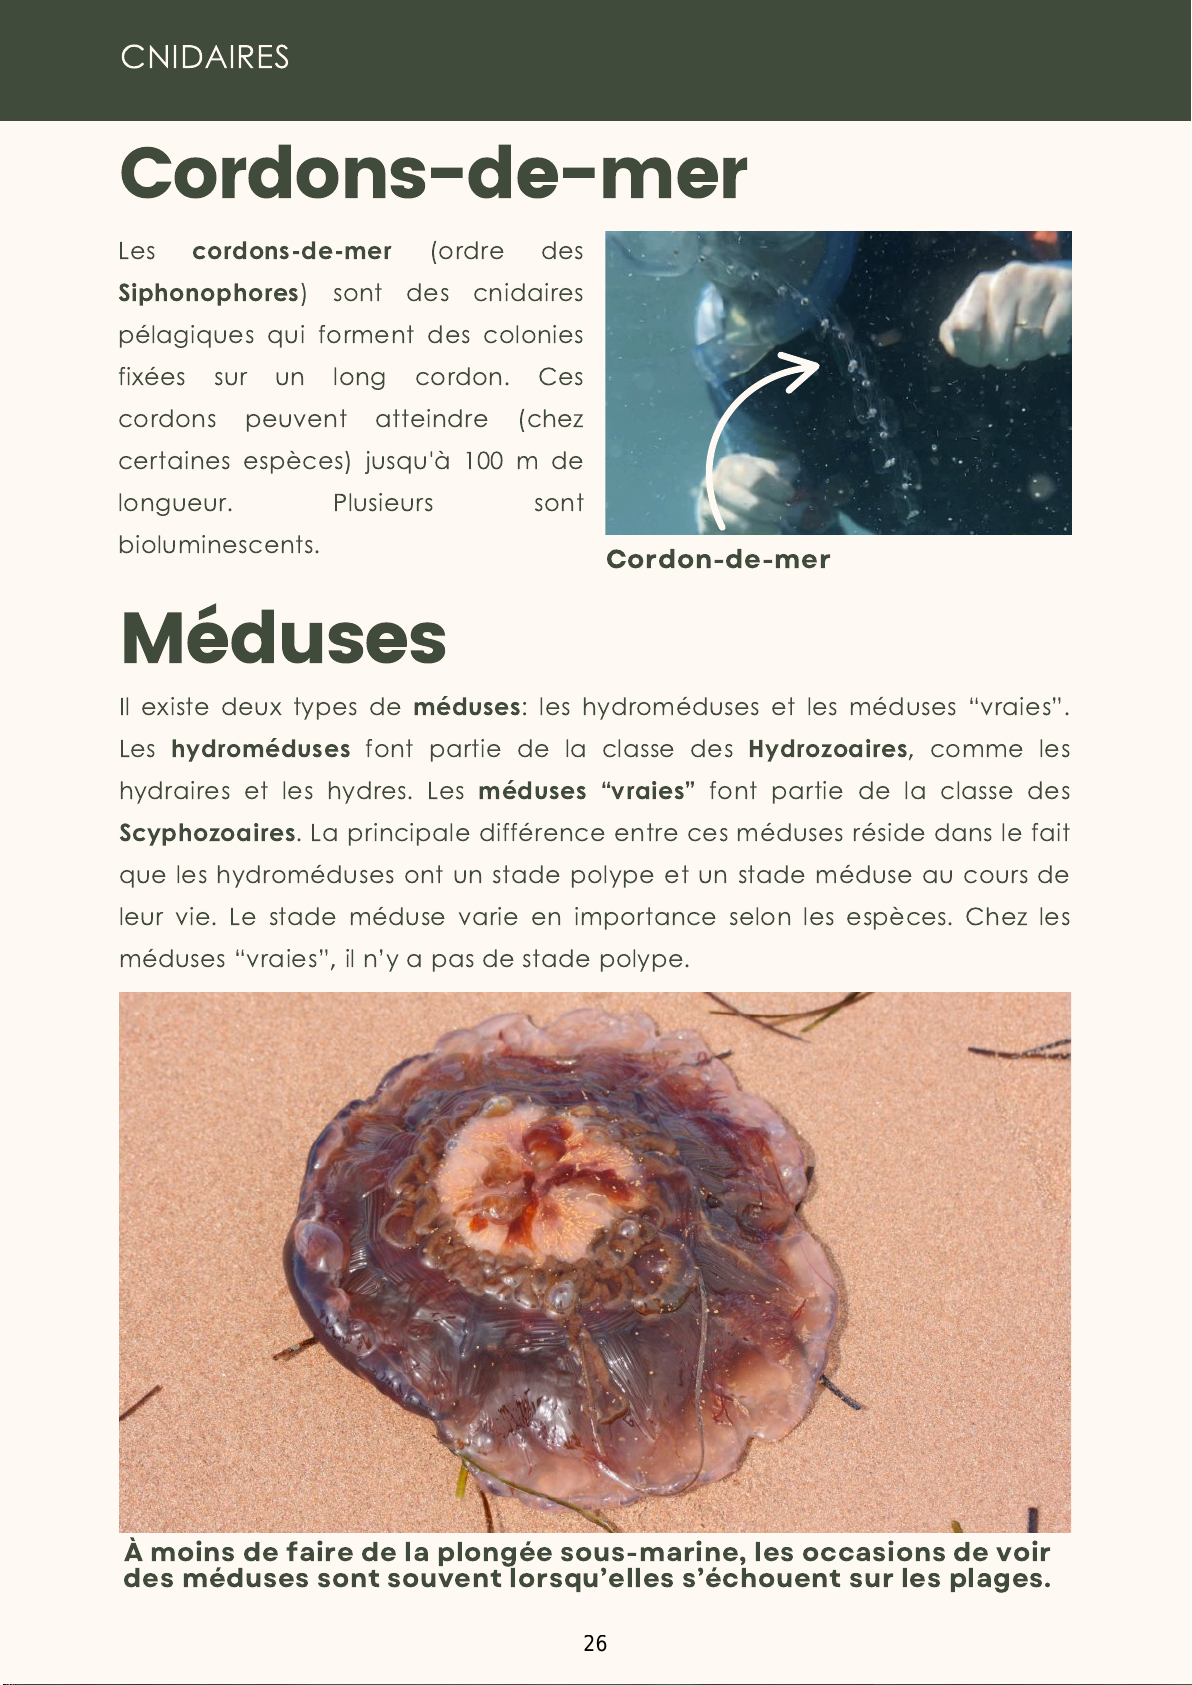 CNIDAIRES
Cordons-de-mer
Les cordons-de-mer (ordre des
Siphonophores) sont des cnidaires
pélagiques qui forment des colonies
fixées sur un long cordon. Ces
cordons peuvent atteindre (chez
certaines espèces) jusqu'à 100 m de
longueur. Plusieurs sont
bioluminescents.
Cordon-de-mer
Méduses
Il existe deux types de méduses: les hydroméduses et les méduses “vraies”.
Les hydroméduses font partie de la classe des Hydrozoaires, comme les
hydraires et les hydres. Les méduses “vraies” font partie de la classe des
Scyphozoaires. La principale différence entre ces méduses réside dans le fait
que les hydroméduses ont un stade polype et un stade méduse au cours de
leur vie. Le stade méduse varie en importance selon les espèces. Chez les
méduses “vraies”, il n’y a pas de stade polype.
À moins de faire de la plongée sous-marine, les occasions de voir
des méduses sont souvent lorsqu’elles s’échouent sur les plages.
26